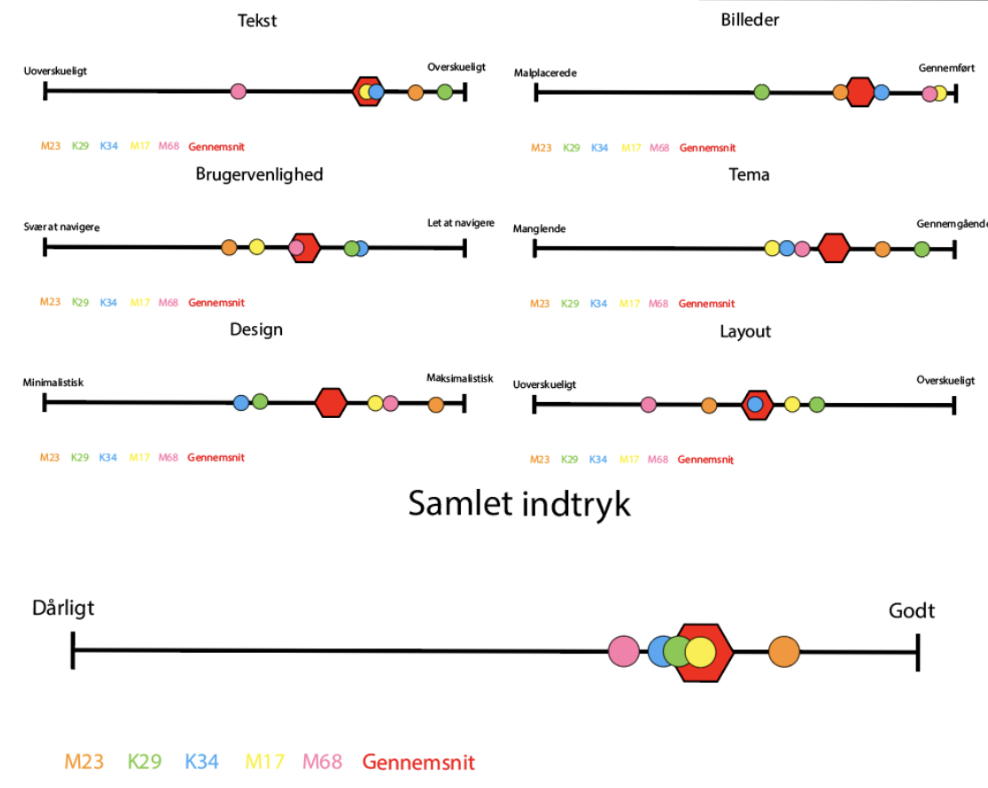 Tekst
Billeder
Uoverskueligt
Overskueligt
Malplacerede
Gennemført
M23 K29 K34 M17 M68 Gennemsnit
M23 K29 K34 M17 M68 Gennemsnit
Brugervenlighed
Tema
Svær at navigere
Let at navigere
Manglende
Gennemgående
M23 K29 K34 M17 M68 Gennemsnit
M23 K29 K34 M17 M68 Gennemsnit
Design
Layout
Minimalistisk
Maksimalistisk
Uoverskueligt
Overskueligt
M23 K29 K34 M17 M68 Gennemsnit
M23 K29 K34 M17 M68 Gennemsnit
Samlet indtryk
Dårligt
Godt
M23 K29 K34 M17 M68 Gennemsnit